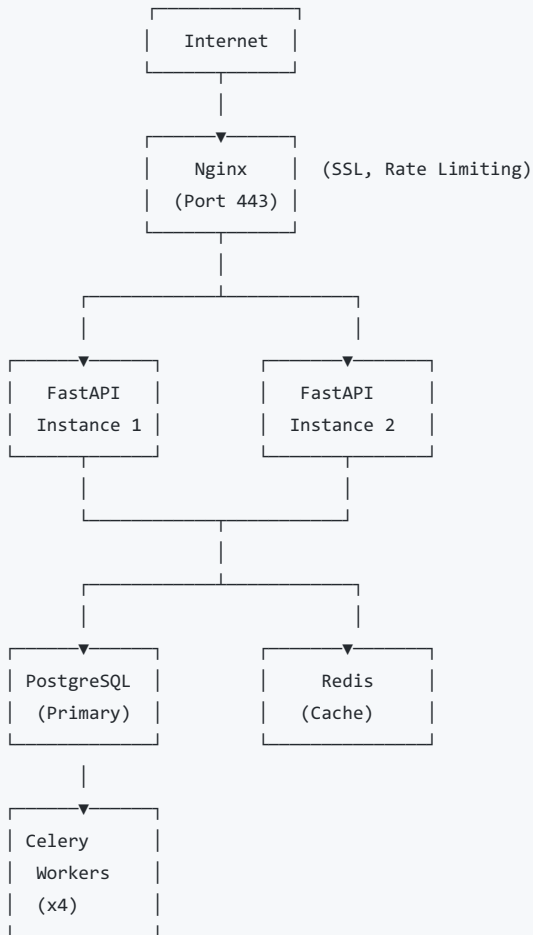 Internet
Nginx (SSL, Rate Limiting)
(Port 443)
FastAPI FastAPI
Instance 1 Instance 2
PostgreSQL Redis
(Primary) (Cache)
Celery
Workers
(x4)